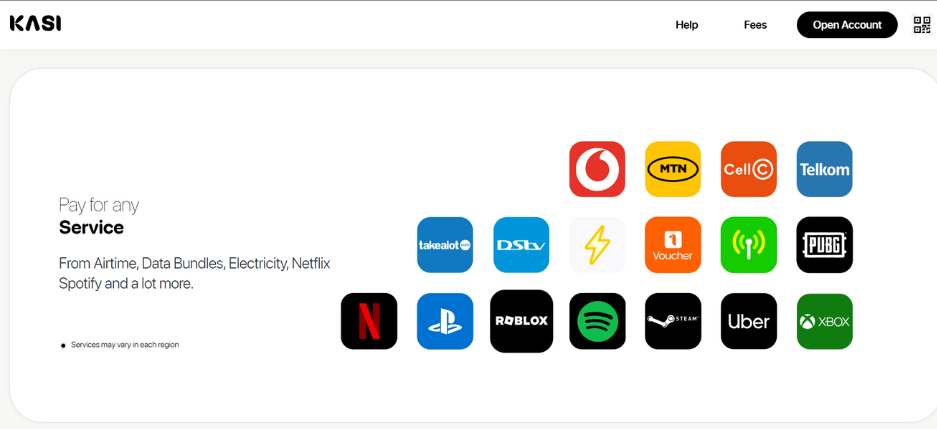 KASI
Help
Fees
Open Account
Pay for any
Service
From Airtime, Data Bundles, Electricity, Netflix
Spotify and a lot more.
Services may vary in each region
MTN
Cell C
Telkom
takealot
DStv
1
Voucher
PUBG
N
ROBLOX
STEAM
Uber
XBOX